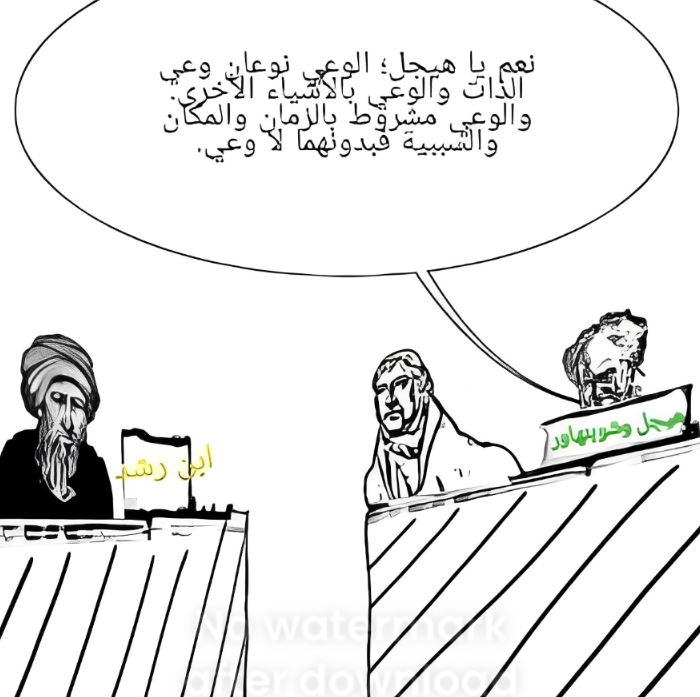 نعم يا هيجل؛ الوعي نوعان وعي
الذات والوعي بالأشياء الأخرى.
والوعي مشروط بالزمان والمكان
والسببية فبدونهما لا وعي.
ابن رشد
هيجل وشوبنهاور
No watermark
after download